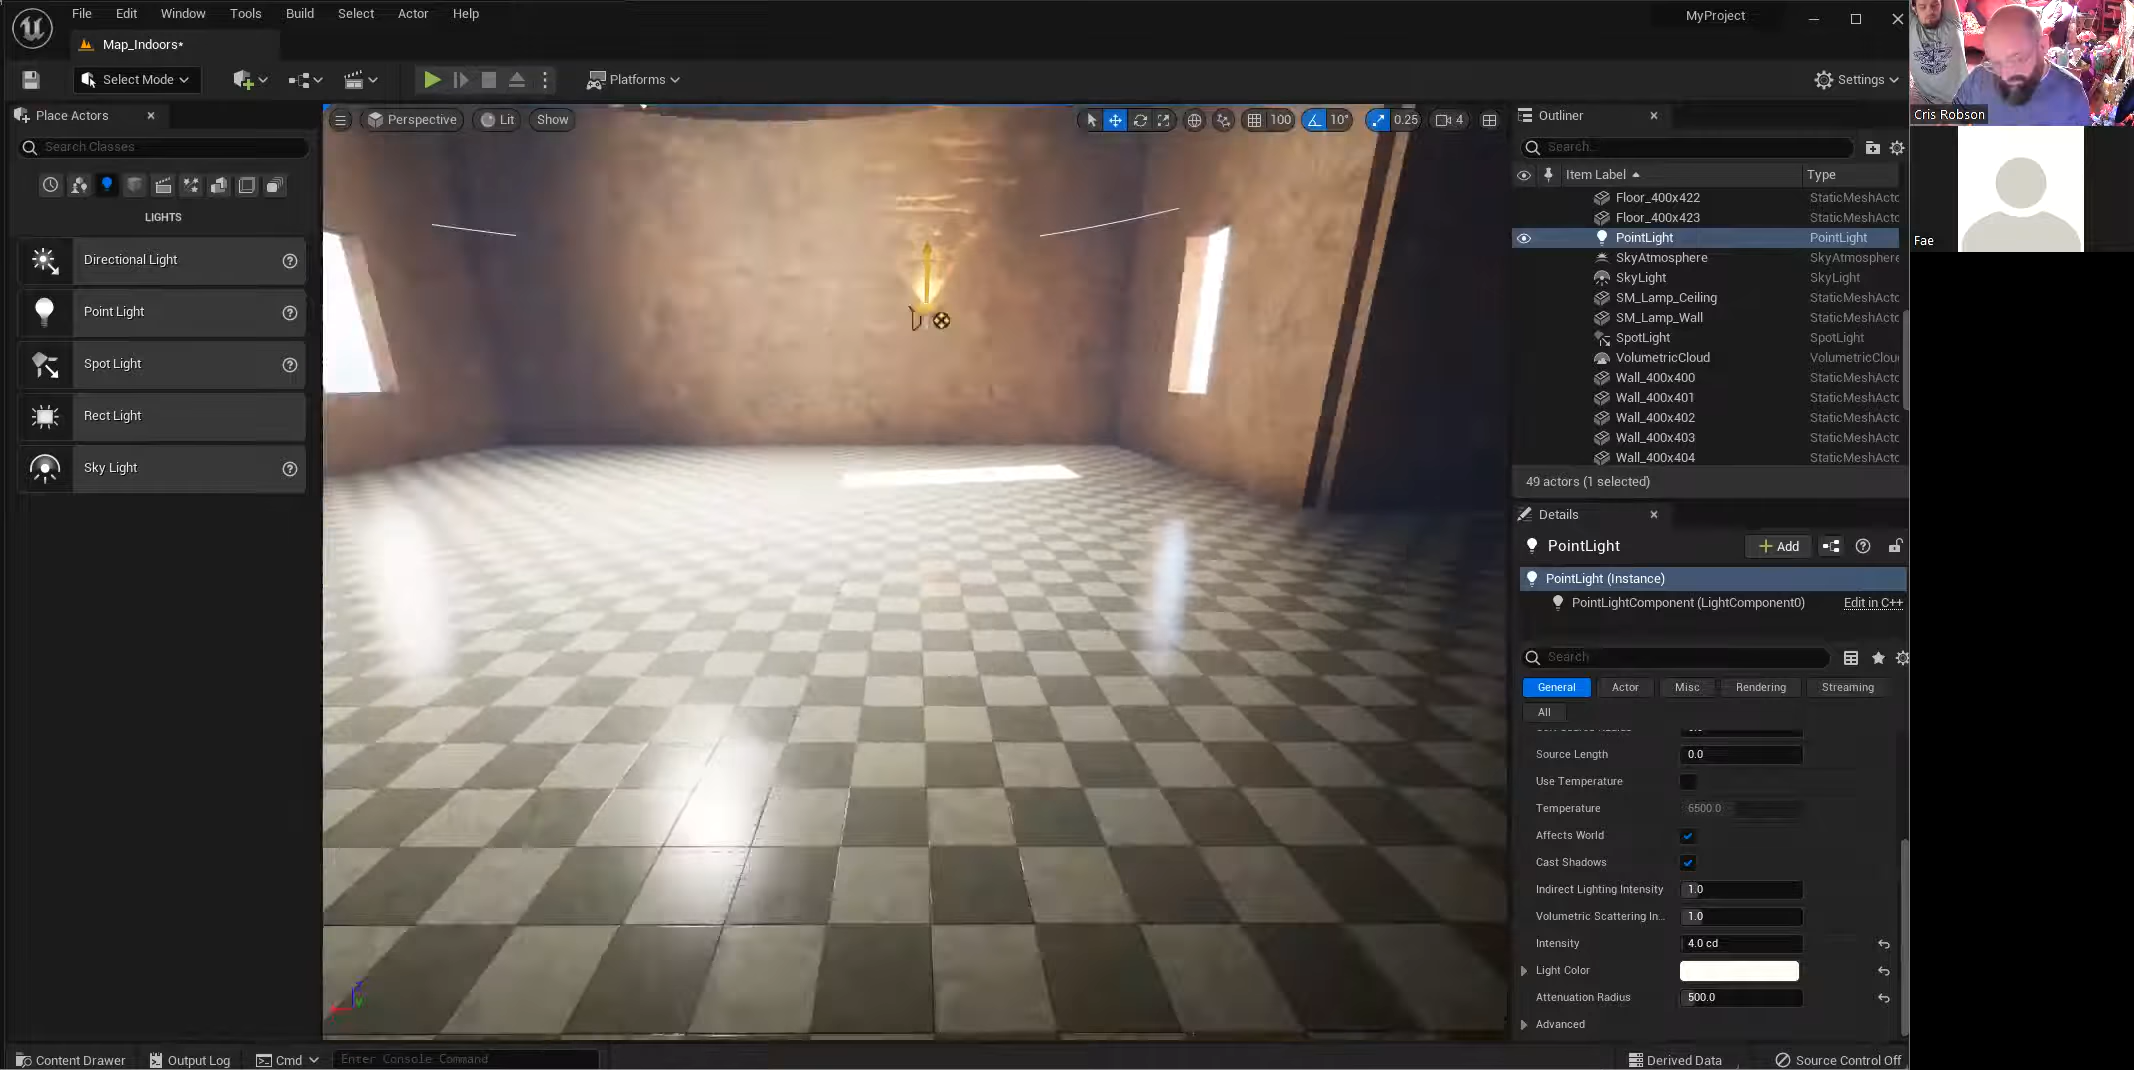 File Edit Window Tools Build Select Actor Help
MyProject
Map_Indoors*
Select Mode
Platforms
Settings
Place Actors
Search Classes
LIGHTS
Directional Light
Point Light
Spot Light
Rect Light
Sky Light
Perspective Lit Show
100 10° 0.25 4
Outliner
Search...
Item Label Type
Floor_400x422 StaticMeshActo
Floor_400x423 StaticMeshActo
PointLight PointLight
SkyAtmosphere SkyAtmosphere
SkyLight SkyLight
SM_Lamp_Ceiling StaticMeshActo
SM_Lamp_Wall StaticMeshActo
SpotLight SpotLight
VolumetricCloud VolumetricClou
Wall_400x400 StaticMeshActo
Wall_400x401 StaticMeshActo
Wall_400x402 StaticMeshActo
Wall_400x403 StaticMeshActo
Wall_400x404 StaticMeshActo
49 actors (1 selected)
Details
PointLight
Add
PointLight (Instance)
PointLightComponent (LightComponent0) Edit in C++
Search
General Actor Misc Rendering Streaming
All
Source Length 0.0
Use Temperature
Temperature 6500.0
Affects World
Cast Shadows
Indirect Lighting Intensity 1.0
Volumetric Scattering In... 1.0
Intensity 4.0 cd
Light Color
Attenuation Radius 500.0
Advanced
Content Drawer Output Log Cmd Enter Console Command
Derived Data Source Control Off
Cris Robson
Fae